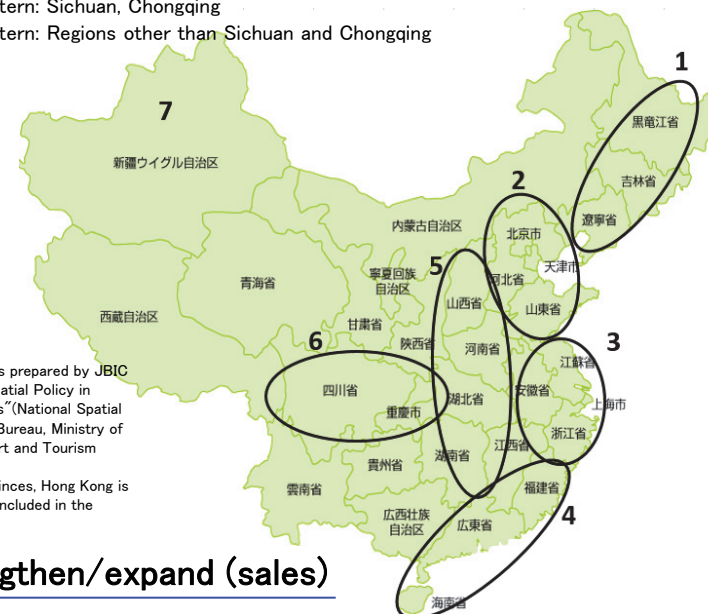 tern: Sichuan, Chongqing
tern: Regions other than Sichuan and Chongqing
1
黒竜江省
7
新疆ウイグル自治区
吉林省
2
遼寧省
内蒙古自治区
北京市
5
天津市
寧夏回族
自治区
河北省
青海省
山西省
山東省
西蔵自治区
甘粛省
6
陝西省
河南省
3
江蘇省
s prepared by JBIC
atial Policy in
s"(National Spatial
Bureau, Ministry of
rt and Tourism
四川省
重慶市
湖北省
安徽省
上海市
浙江省
江西省
湖南省
貴州省
雲南省
inces, Hong Kong is
ncluded in the
福建省
広西壮族
自治区
広東省
4
ngthen/expand (sales)
海南省